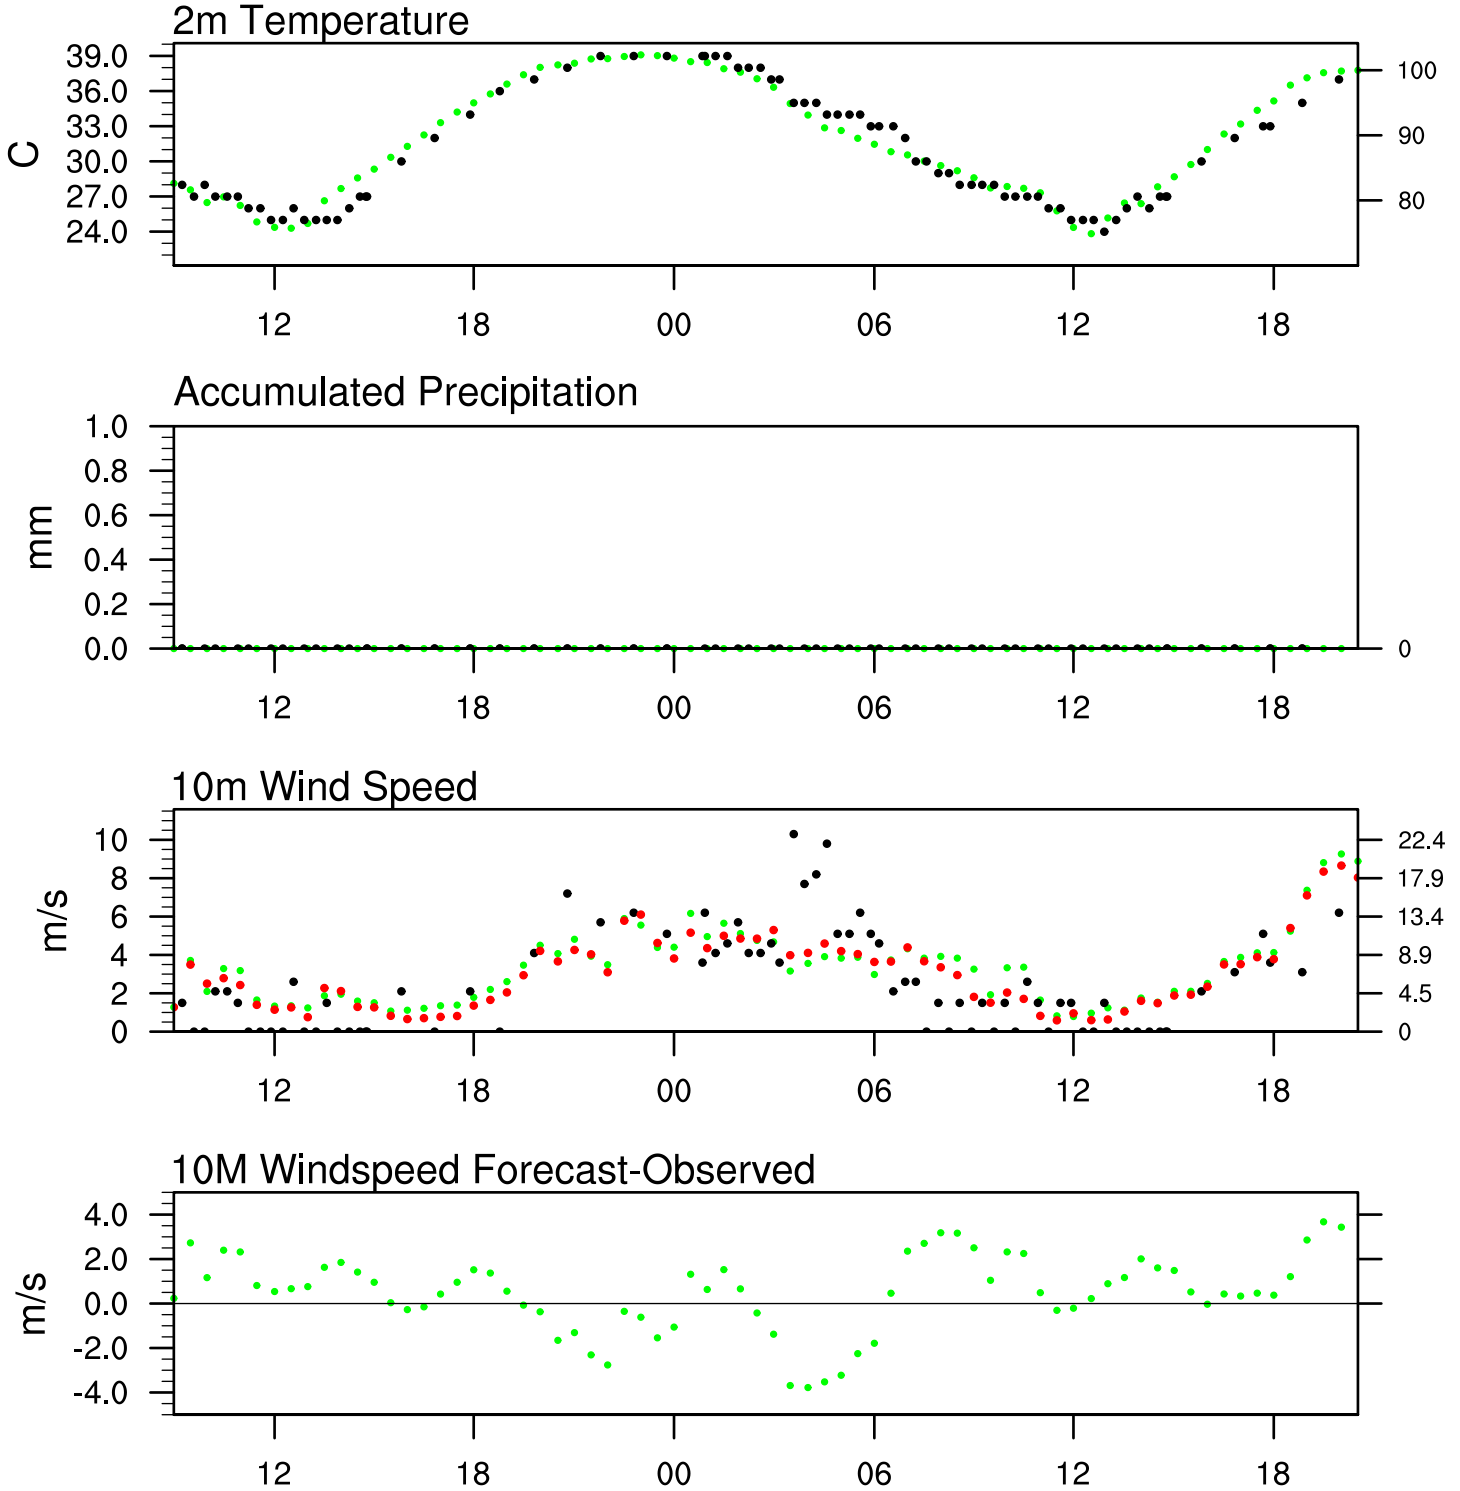 2m Temperature
39.0
36.0
33.0
30.0
27.0
24.0
C
100
90
80
12 18 00 06 12 18
Accumulated Precipitation
1.0
0.8
0.6
0.4
0.2
0.0
mm
0
12 18 00 06 12 18
10m Wind Speed
10
8
6
4
2
0
m/s
22.4
17.9
13.4
8.9
4.5
0
12 18 00 06 12 18
10M Windspeed Forecast-Observed
4.0
2.0
0.0
-2.0
-4.0
m/s
12 18 00 06 12 18